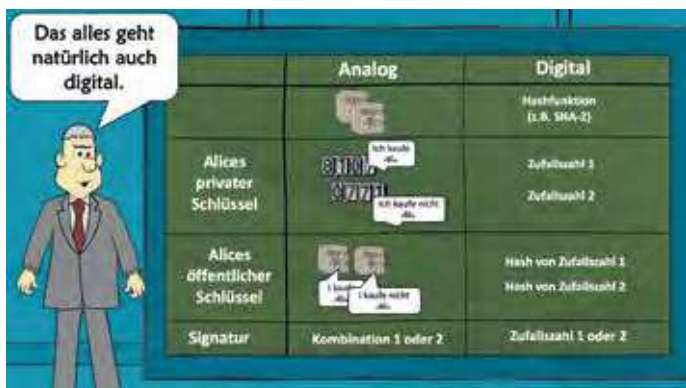 Das alles geht
natürlich auch
digital.
Analog
Digital
Hashfunktion
(z.B. SHA-2)
Alices
privater
Schlüssel
Ich kaufe
Ich kaufe nicht
Zufallszahl 1
Zufallszahl 2
Alices
öffentlicher
Schlüssel
I kaufe nicht
Hash von Zufallszahl 1
Hash von Zufallszahl 2
Signatur
Kombination 1 oder 2
Zufallszahl 1 oder 2